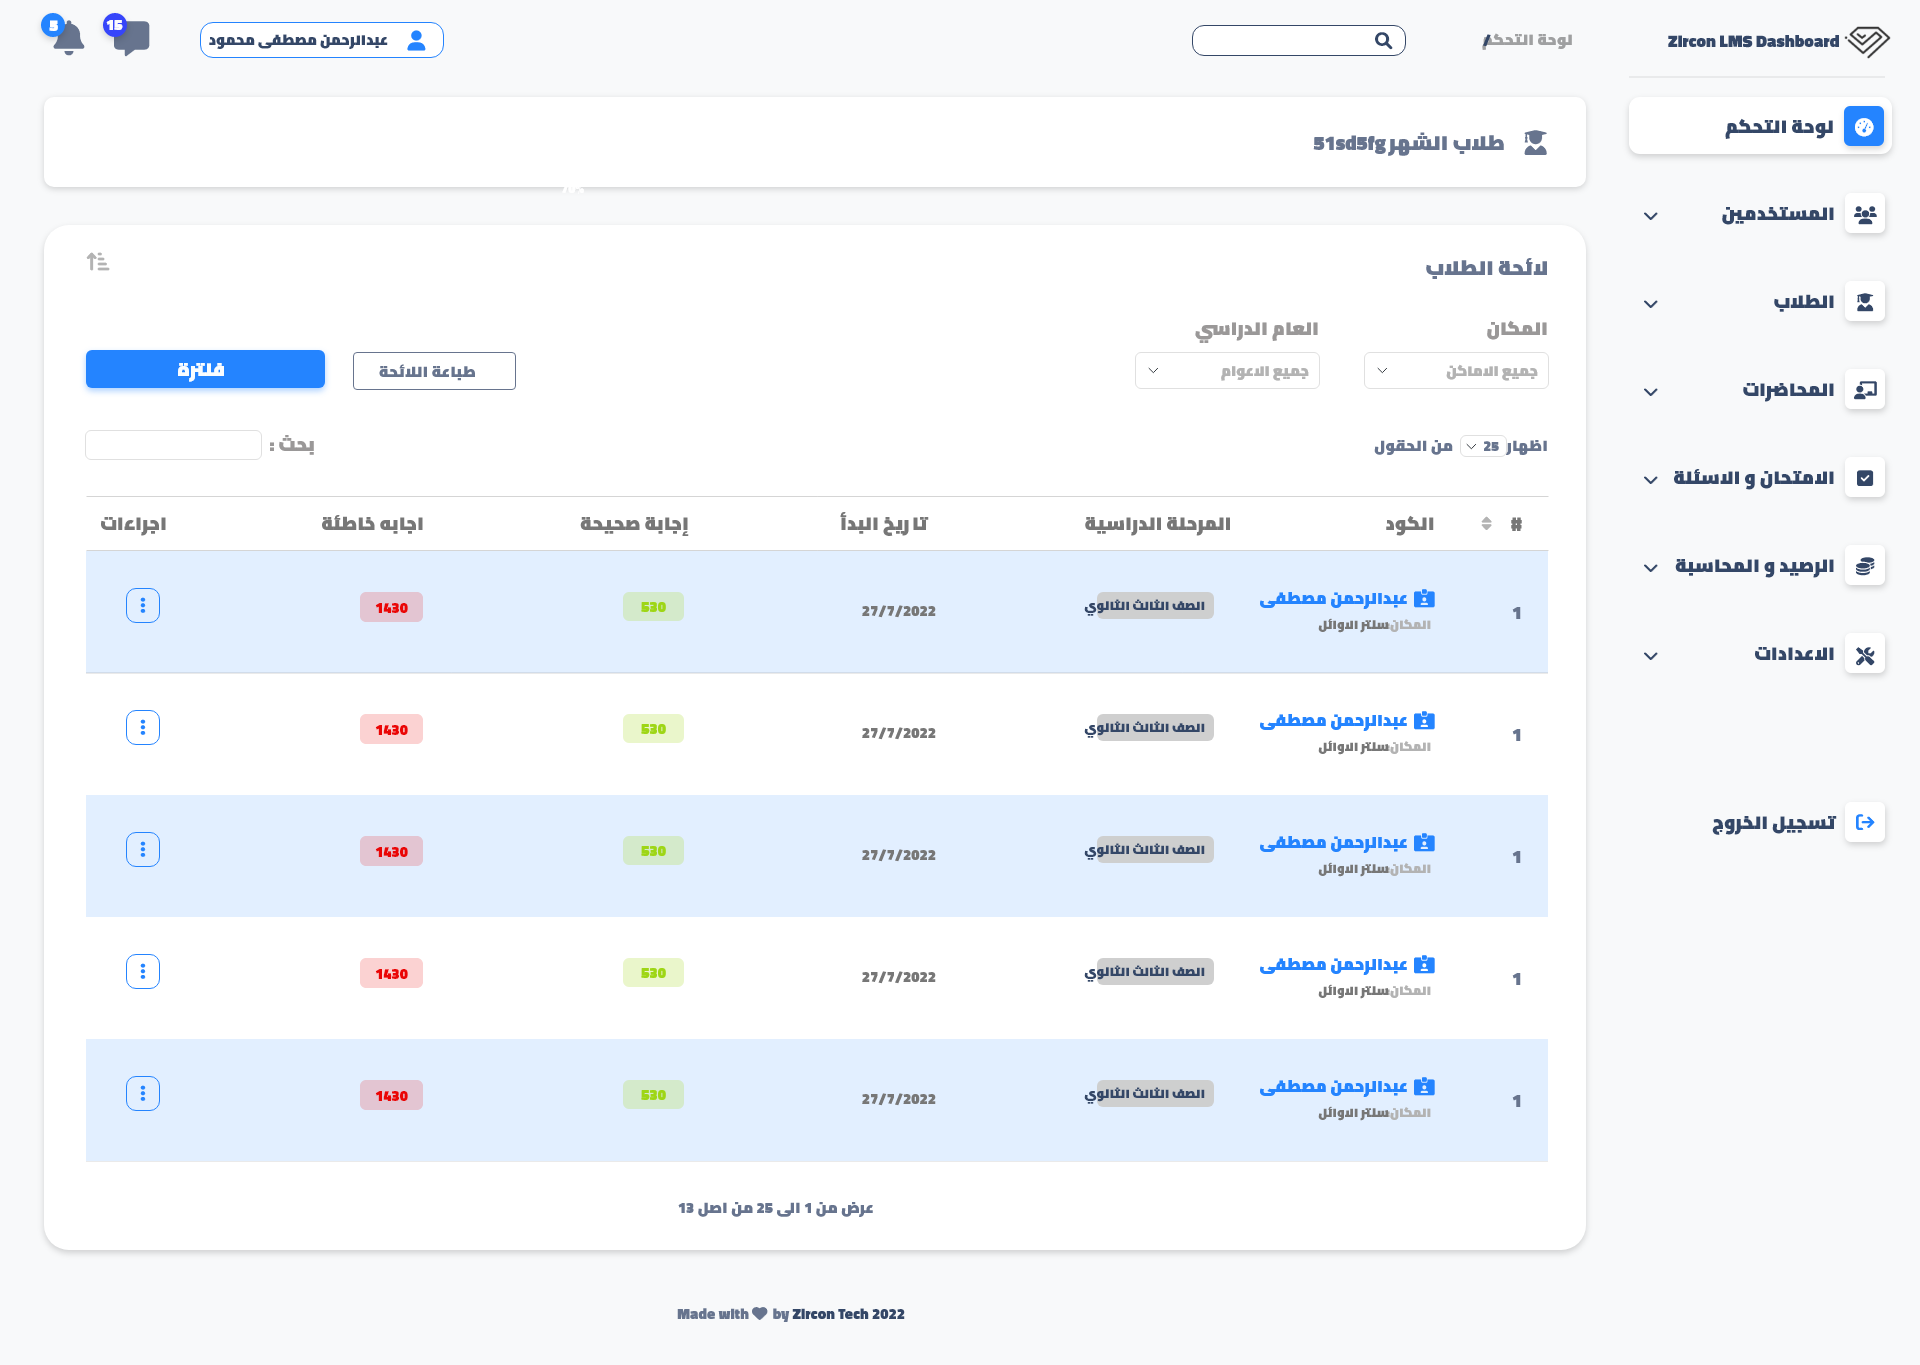 Zircon LMS Dashboard
لوحة التحكم /
عبدالرحمن مصطفى محمود
15
5
لوحة التحكم
المستخدمين
الطلاب
المحاضرات
الامتحان و الاسئلة
الرصيد و المحاسبة
الاعدادات
تسجيل الخروج
طلاب الشهر 51sd5fg
لائحة الطلاب
المكان
العام الدراسي
جميع الاماكن
جميع الاعوام
طباعة اللائحة
فلترة
اظهار 25 من الحقول
بحث :
# الكود المرحلة الدراسية تاريخ البدأ إجابة صحيحة اجابه خاطئة اجراءات
1 عبدالرحمن مصطفى الصف الثالث الثانوي 27/7/2022 530 1430
المكان:سنتر الاوائل
1 عبدالرحمن مصطفى الصف الثالث الثانوي 27/7/2022 530 1430
المكان:سنتر الاوائل
1 عبدالرحمن مصطفى الصف الثالث الثانوي 27/7/2022 530 1430
المكان:سنتر الاوائل
1 عبدالرحمن مصطفى الصف الثالث الثانوي 27/7/2022 530 1430
المكان:سنتر الاوائل
1 عبدالرحمن مصطفى الصف الثالث الثانوي 27/7/2022 530 1430
المكان:سنتر الاوائل
عرض من 1 الى 25 من اصل 13
Made with by Zircon Tech 2022